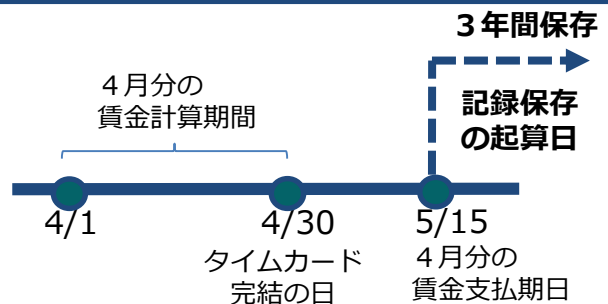 ３年間保存
４月分の
賃金計算期間
記録保存
の起算日
4/1
4/30
5/15
タイムカード
完結の日
４月分の
賃金支払期日